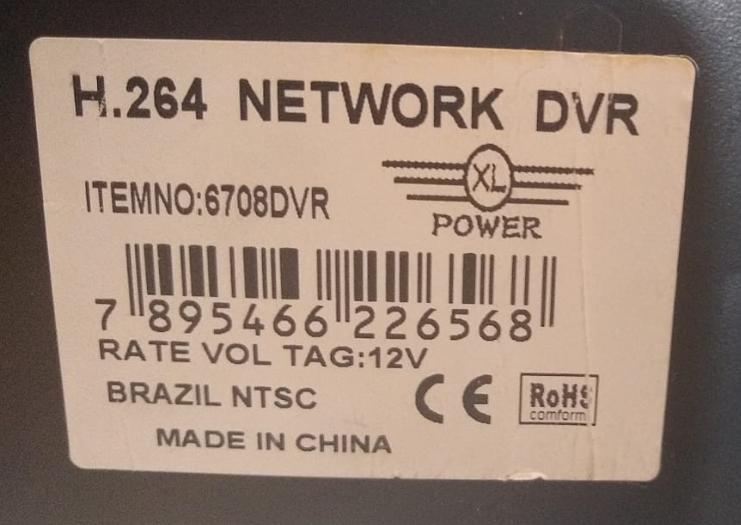 H.264 NETWORK DVR
ITEMNO:6708DVR
XL
POWER
7 895466 226568
RATE VOL TAG:12V
BRAZIL NTSC
CE
RoHS
comform
MADE IN CHINA